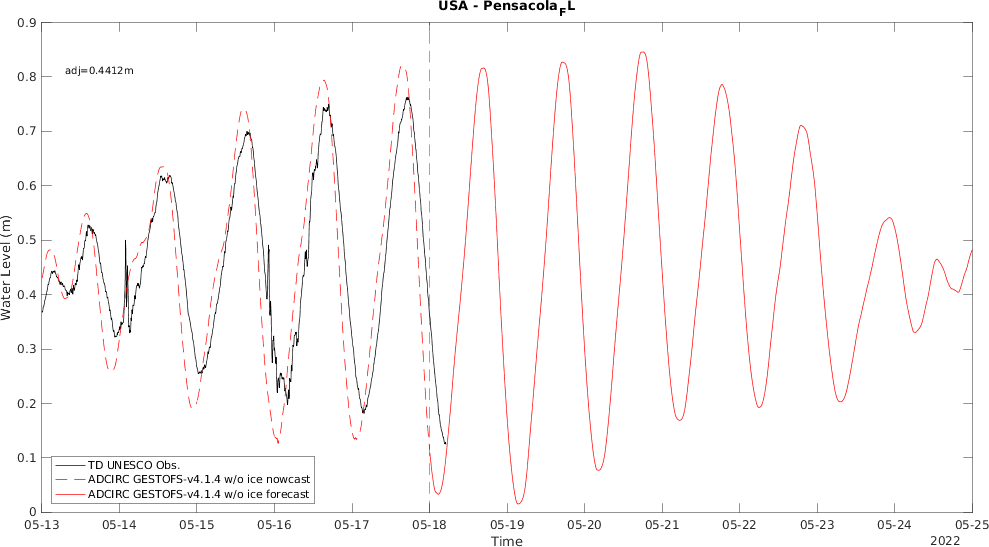 USA - Pensacola_FL
adj=0.4412m
0.9
0.8
0.7
0.6
0.5
0.4
0.3
0.2
0.1
0
Water Level (m)
TD UNESCO Obs.
ADCIRC GESTOFS-v4.1.4 w/o ice nowcast
ADCIRC GESTOFS-v4.1.4 w/o ice forecast
05-13 05-14 05-15 05-16 05-17 05-18 05-19 05-20 05-21 05-22 05-23 05-24 05-25
Time
2022